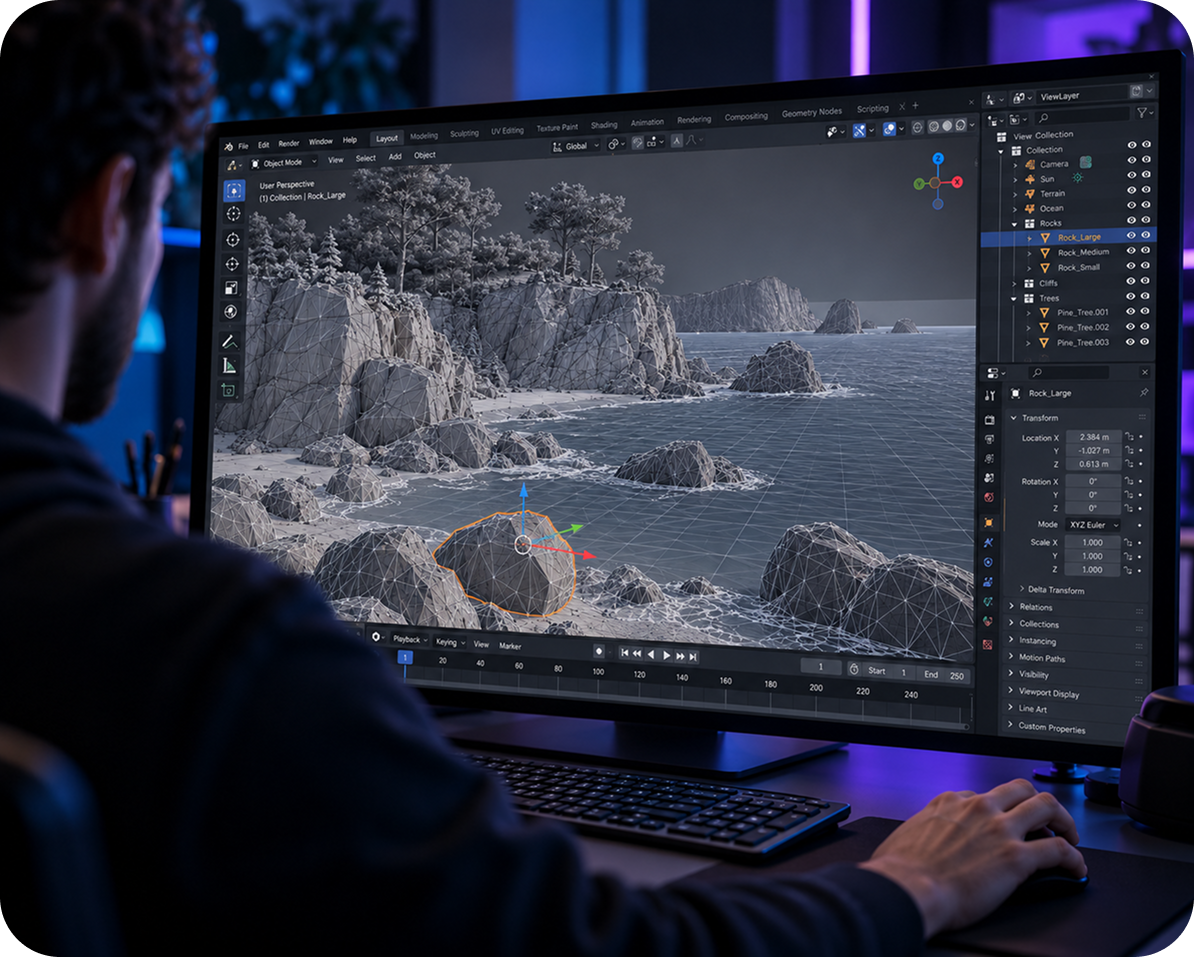 File Edit Render Window Help Layout Modeling Sculpting UV Editing Texture Paint Shading Animation Rendering Compositing Geometry Nodes Scripting X +
Object Mode View Select Add Object
Global
User Perspective
(1) Collection | Rock_Large
Z
Y
X
ViewLayer
View Collection
Collection
Camera
Sun
Terrain
Ocean
Rocks
Rock_Large
Rock_Medium
Rock_Small
Cliffs
Trees
Pine_Tree.001
Pine_Tree.002
Pine_Tree.003
Rock_Large
Transform
Location X 2.384 m
Y -1.027 m
Z 0.613 m
Rotation X 0°
Y 0°
Z 0°
Mode XYZ Euler
Scale X 1.000
Y 1.000
Z 1.000
Delta Transform
Relations
Collections
Instancing
Motion Paths
Visibility
Viewport Display
Line Art
Custom Properties
Playback Keying View Marker
1 Start 1 End 250
1 20 40 60 80 100 120 140 160 180 200 220 240